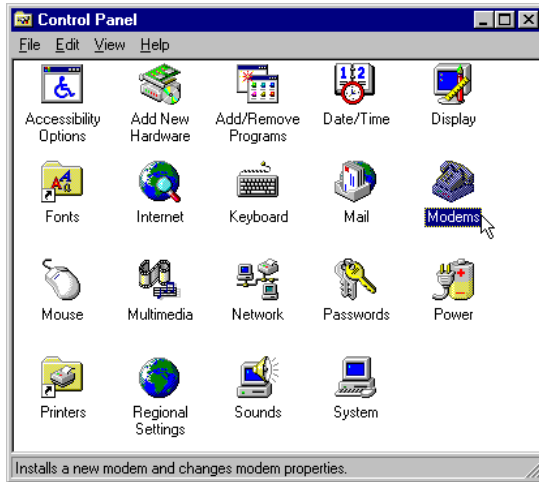 Control Panel
File Edit View Help
1 2
Accessibility Options
Add New Hardware
Add/Remove Programs
Date/Time
Display
Fonts
Internet
Keyboard
Mail
Modems
Mouse
Multimedia
Network
Passwords
Power
Printers
Regional Settings
Sounds
System
Installs a new modem and changes modem properties.